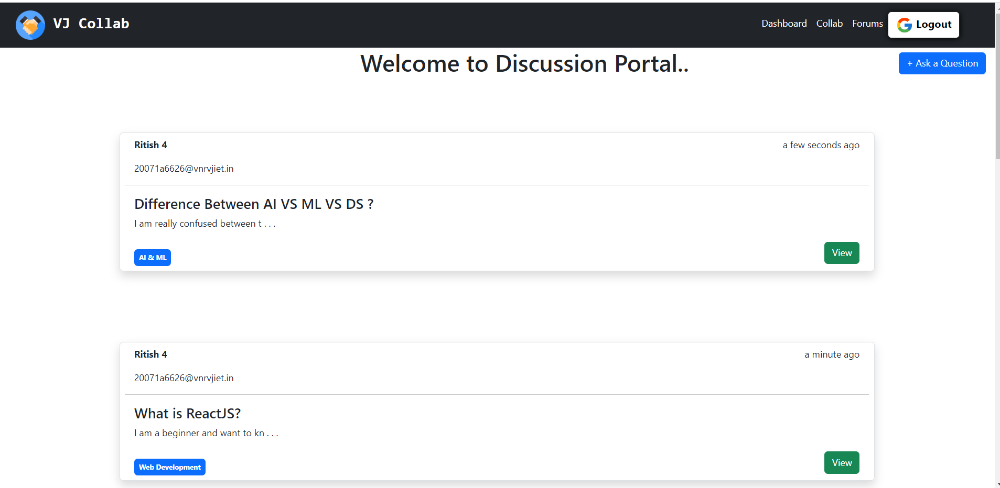 VJ Collab
Dashboard Collab Forums Logout
Welcome to Discussion Portal..
+ Ask a Question
Ritish 4
a few seconds ago
20071a6626@vnrvjiet.in
Difference Between AI VS ML VS DS ?
I am really confused between t . . .
AI & ML
View
Ritish 4
a minute ago
20071a6626@vnrvjiet.in
What is ReactJS?
I am a beginner and want to kn . . .
Web Development
View